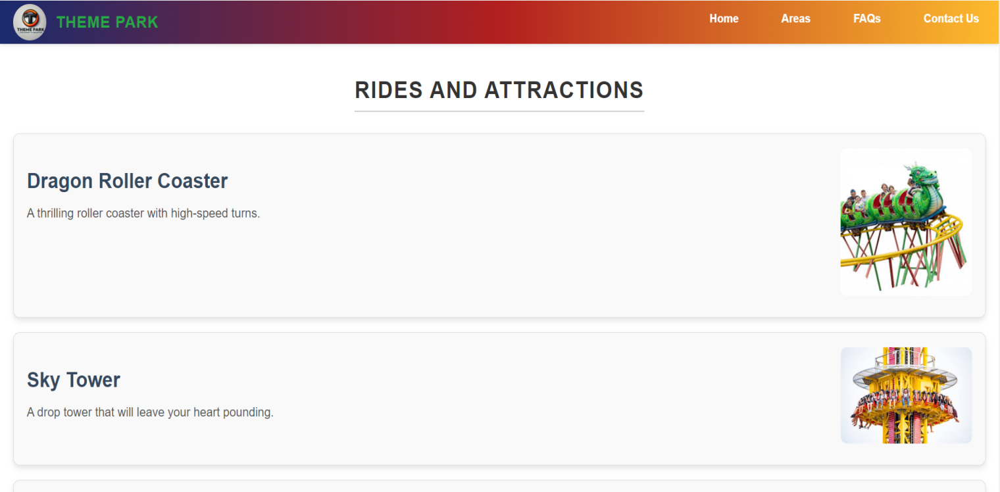 THEME PARK
THEME PARK
Home
Areas
FAQs
Contact Us
RIDES AND ATTRACTIONS
Dragon Roller Coaster
A thrilling roller coaster with high-speed turns.
Sky Tower
A drop tower that will leave your heart pounding.